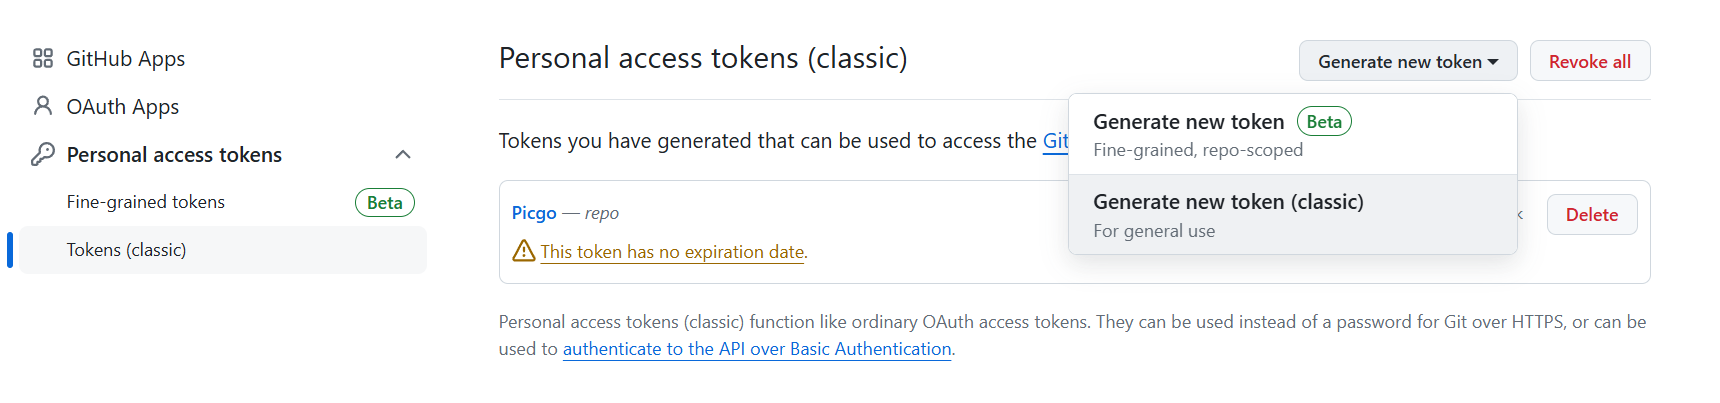 GitHub Apps
OAuth Apps
Personal access tokens
Fine-grained tokens Beta
Tokens (classic)
Personal access tokens (classic)
Generate new token
Revoke all
Generate new token Beta
Fine-grained, repo-scoped
Generate new token (classic)
For general use
Tokens you have generated that can be used to access the Git
Picgo — repo
Delete
This token has no expiration date.
Personal access tokens (classic) function like ordinary OAuth access tokens. They can be used instead of a password for Git over HTTPS, or can be
used to authenticate to the API over Basic Authentication.